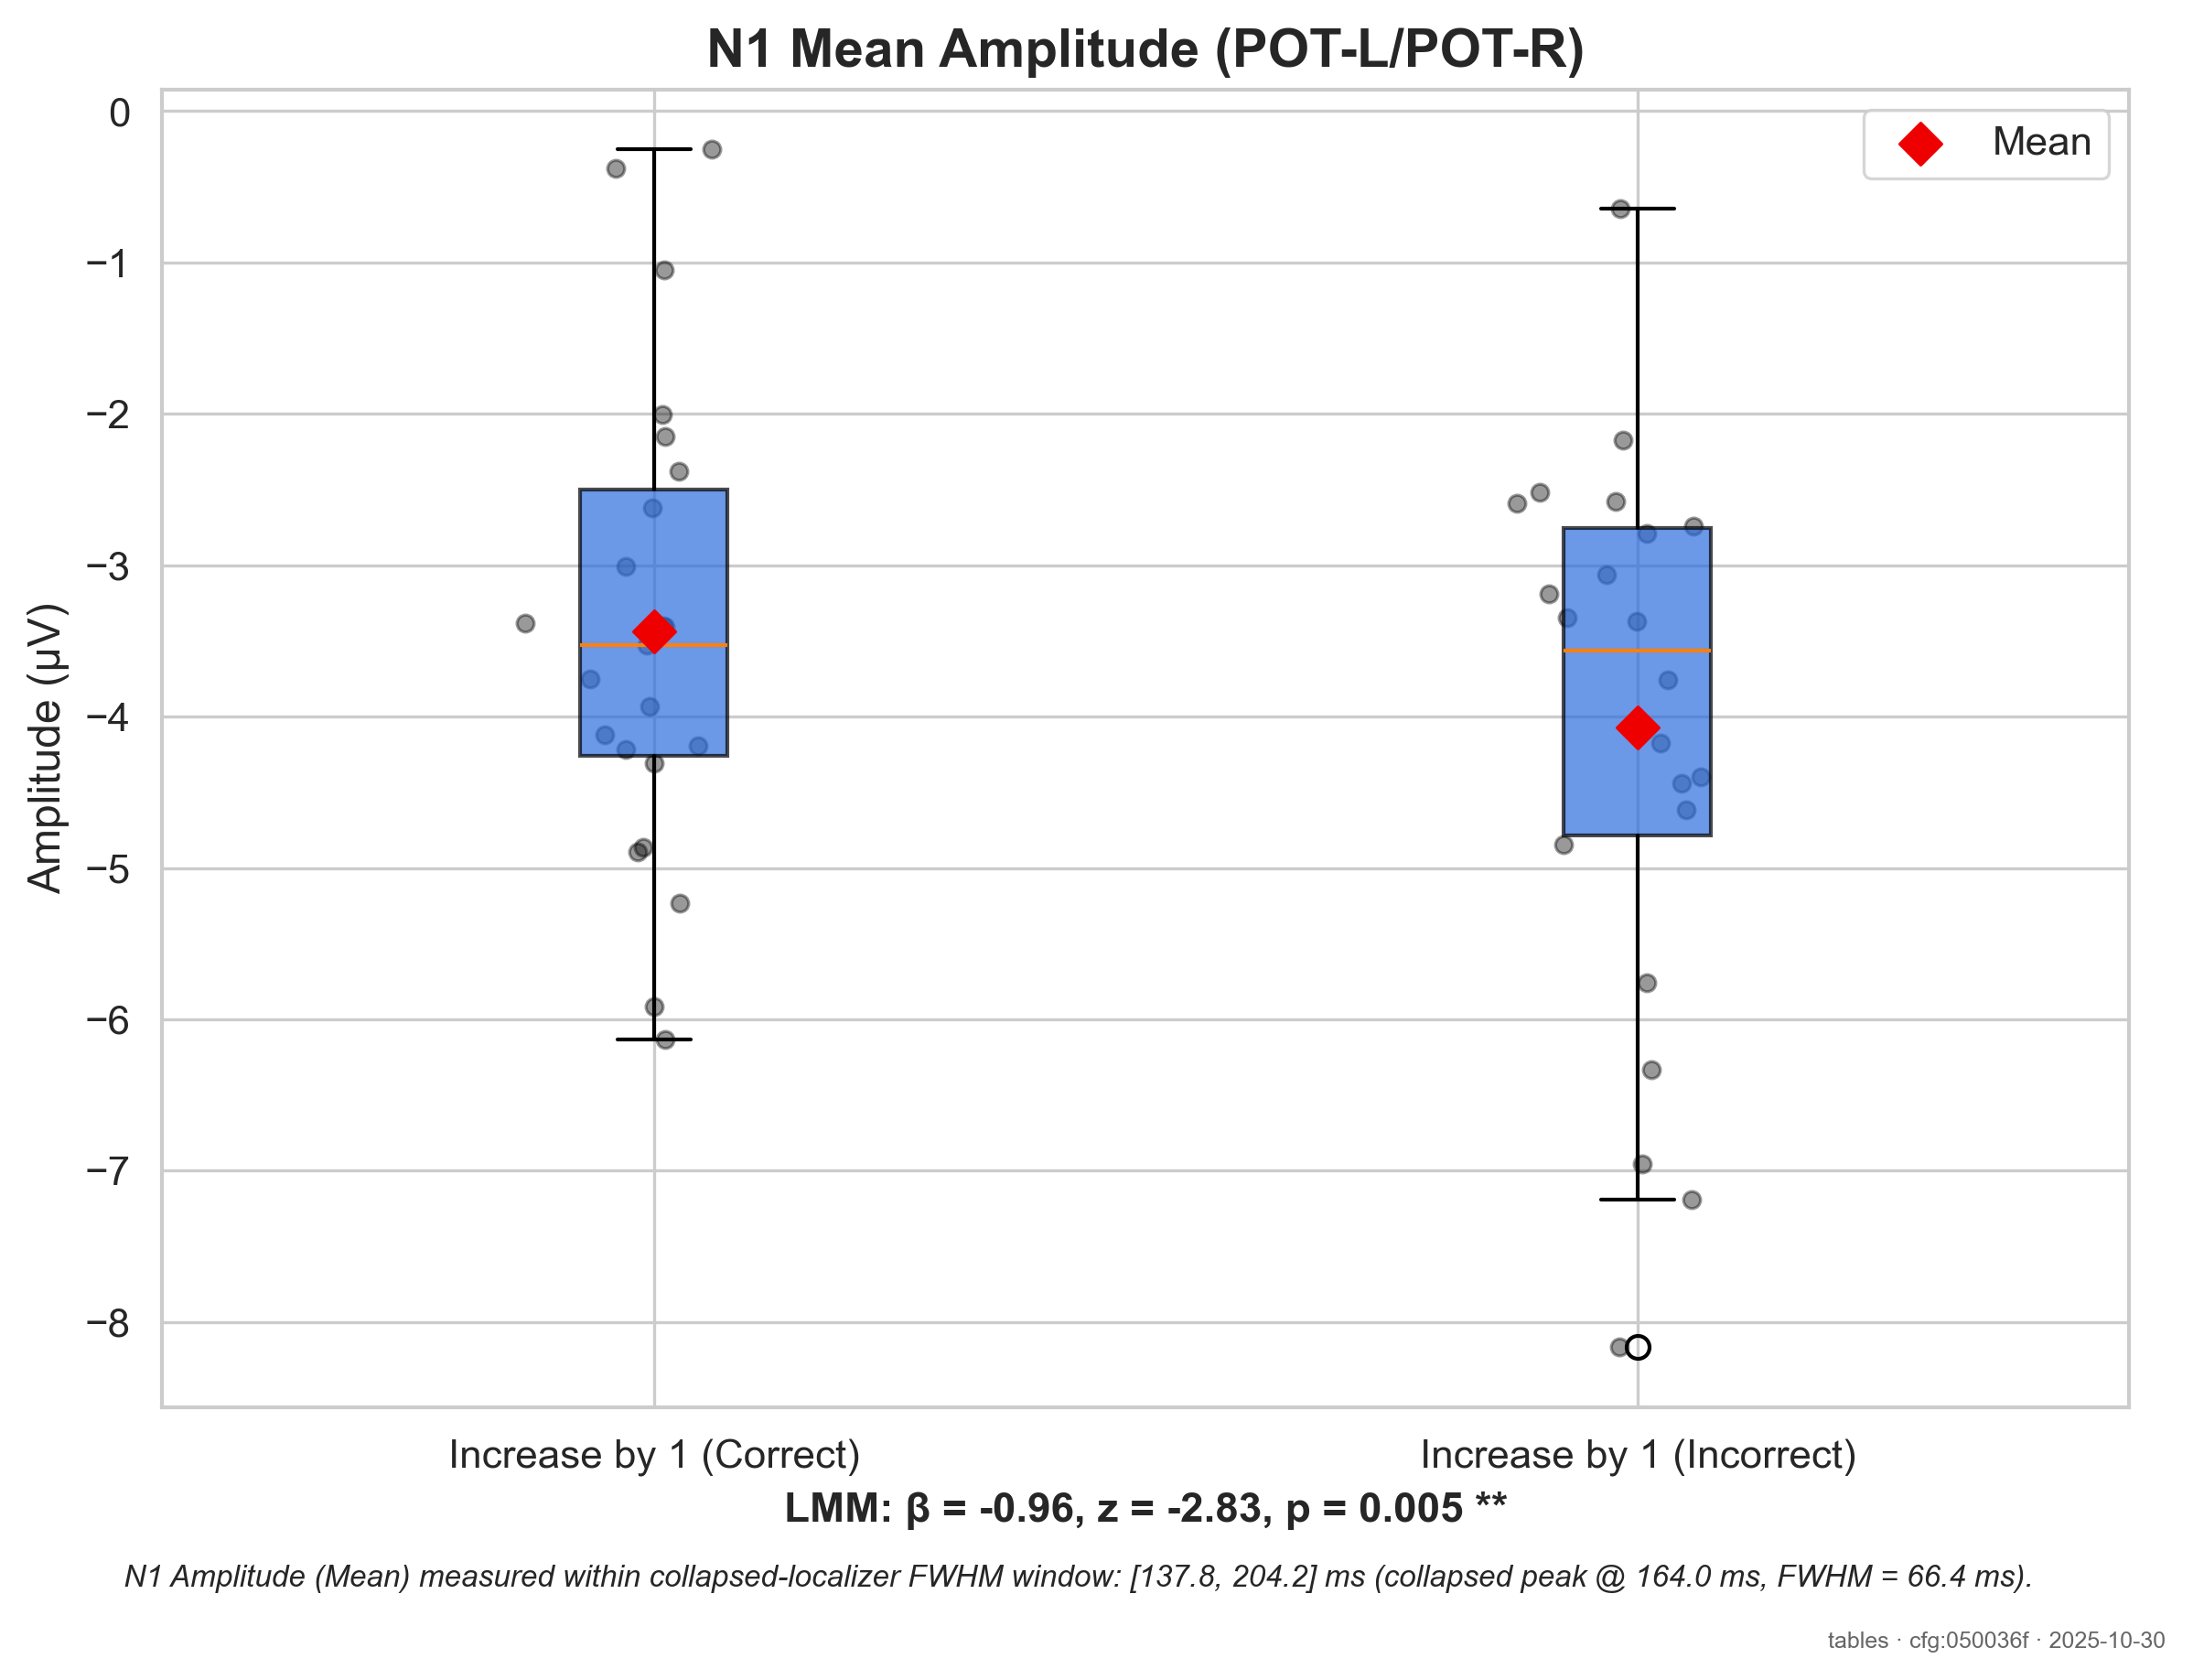 N1 Mean Amplitude (POT-L/POT-R)
Mean
0
−1
−2
−3
−4
−5
−6
−7
−8
Amplitude (μV)
Increase by 1 (Correct)
Increase by 1 (Incorrect)
LMM: β = -0.96, z = -2.83, p = 0.005 **
N1 Amplitude (Mean) measured within collapsed-localizer FWHM window: [137.8, 204.2] ms (collapsed peak @ 164.0 ms, FWHM = 66.4 ms).
tables · cfg:050036f · 2025-10-30